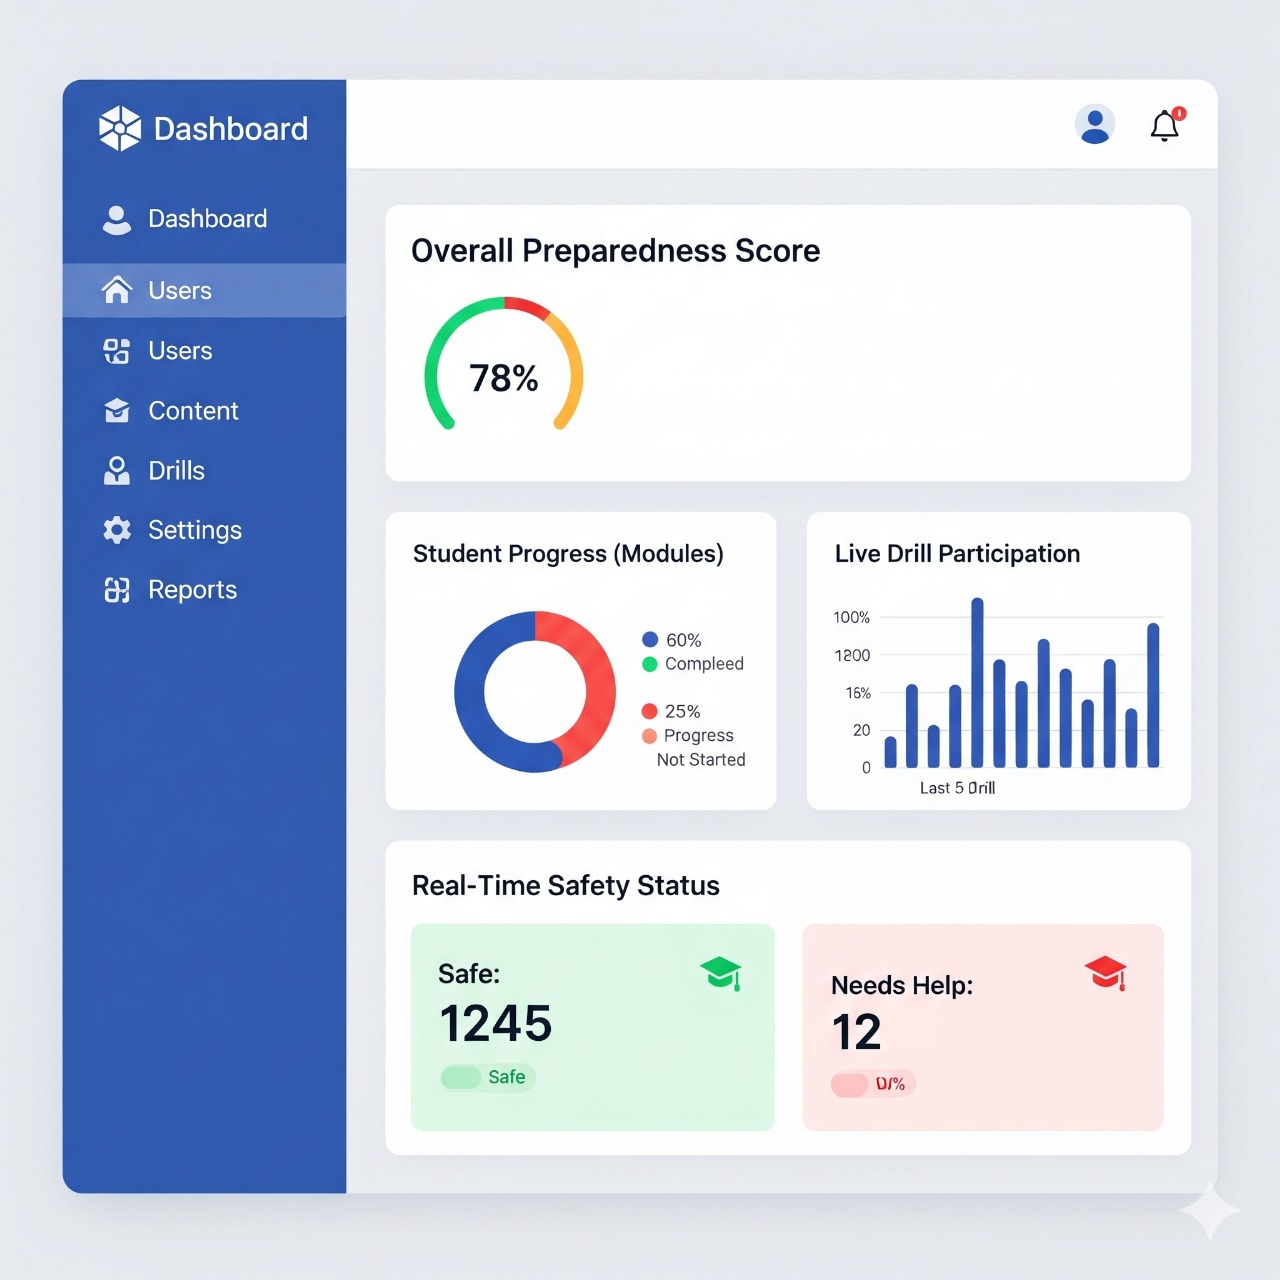 Dashboard
Dashboard
Users
Users
Content
Drills
Settings
Reports
Overall Preparedness Score
78%
Student Progress (Modules)
60%
Compleed
25%
Progress
Not Started
Live Drill Participation
100%
1200
16%
20
0
Last 5 Drill
Real-Time Safety Status
Safe:
1245
Safe
Needs Help:
12